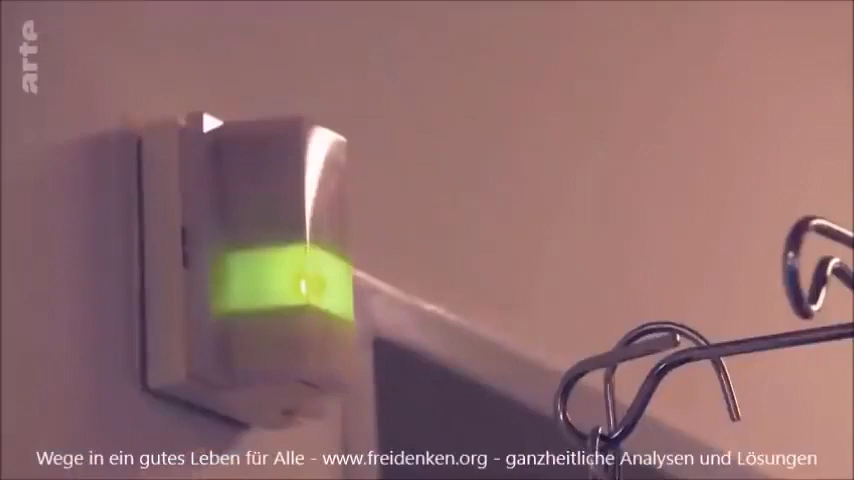 arte
Wege in ein gutes Leben für Alle - www.freidenken.org - ganzheitliche Analysen und Lösungen